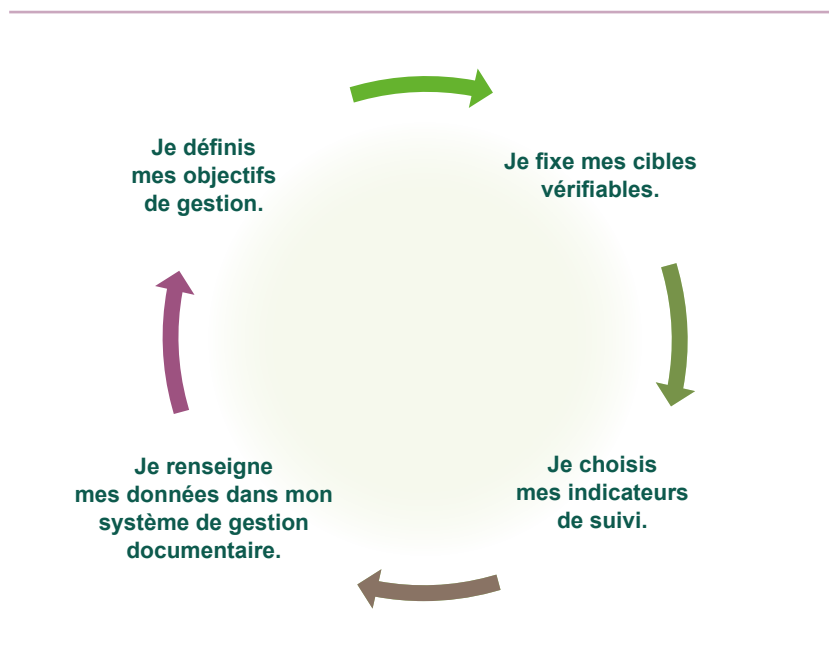 Je définis
mes objectifs
de gestion.
Je fixe mes cibles
vérifiables.
Je choisis
mes indicateurs
de suivi.
Je renseigne
mes données dans mon
système de gestion
documentaire.